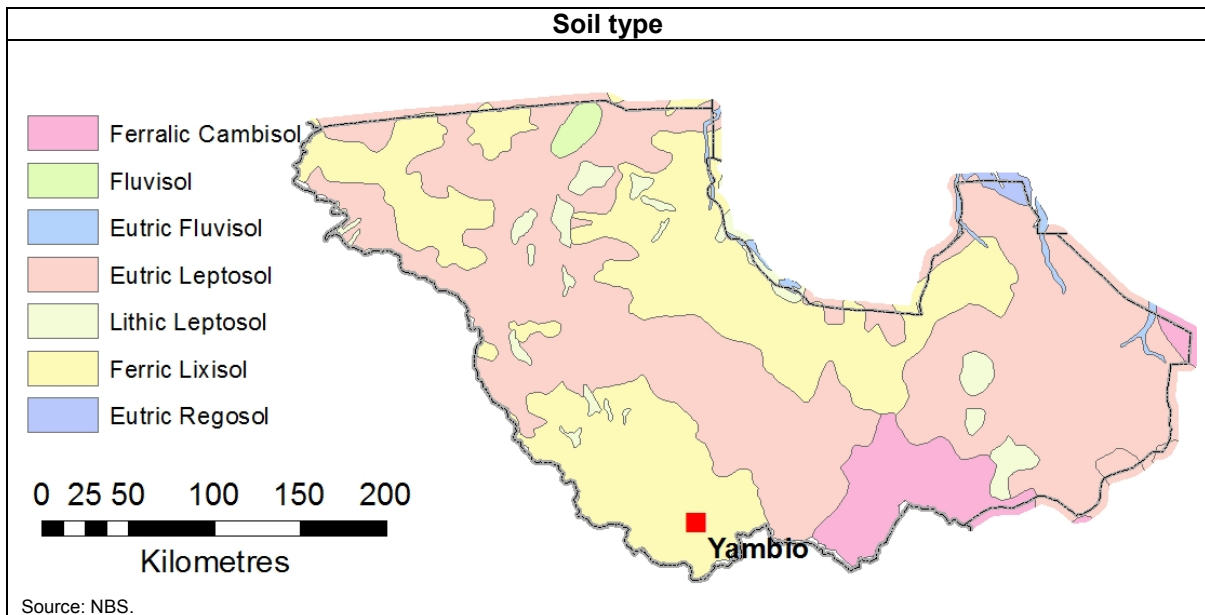 Soil type
Ferralic Cambisol
Fluvisol
Eutric Fluvisol
Eutric Leptosol
Lithic Leptosol
Ferric Lixisol
Eutric Regosol
0 25 50 100 150 200
Kilometres
Yambio
Source: NBS.